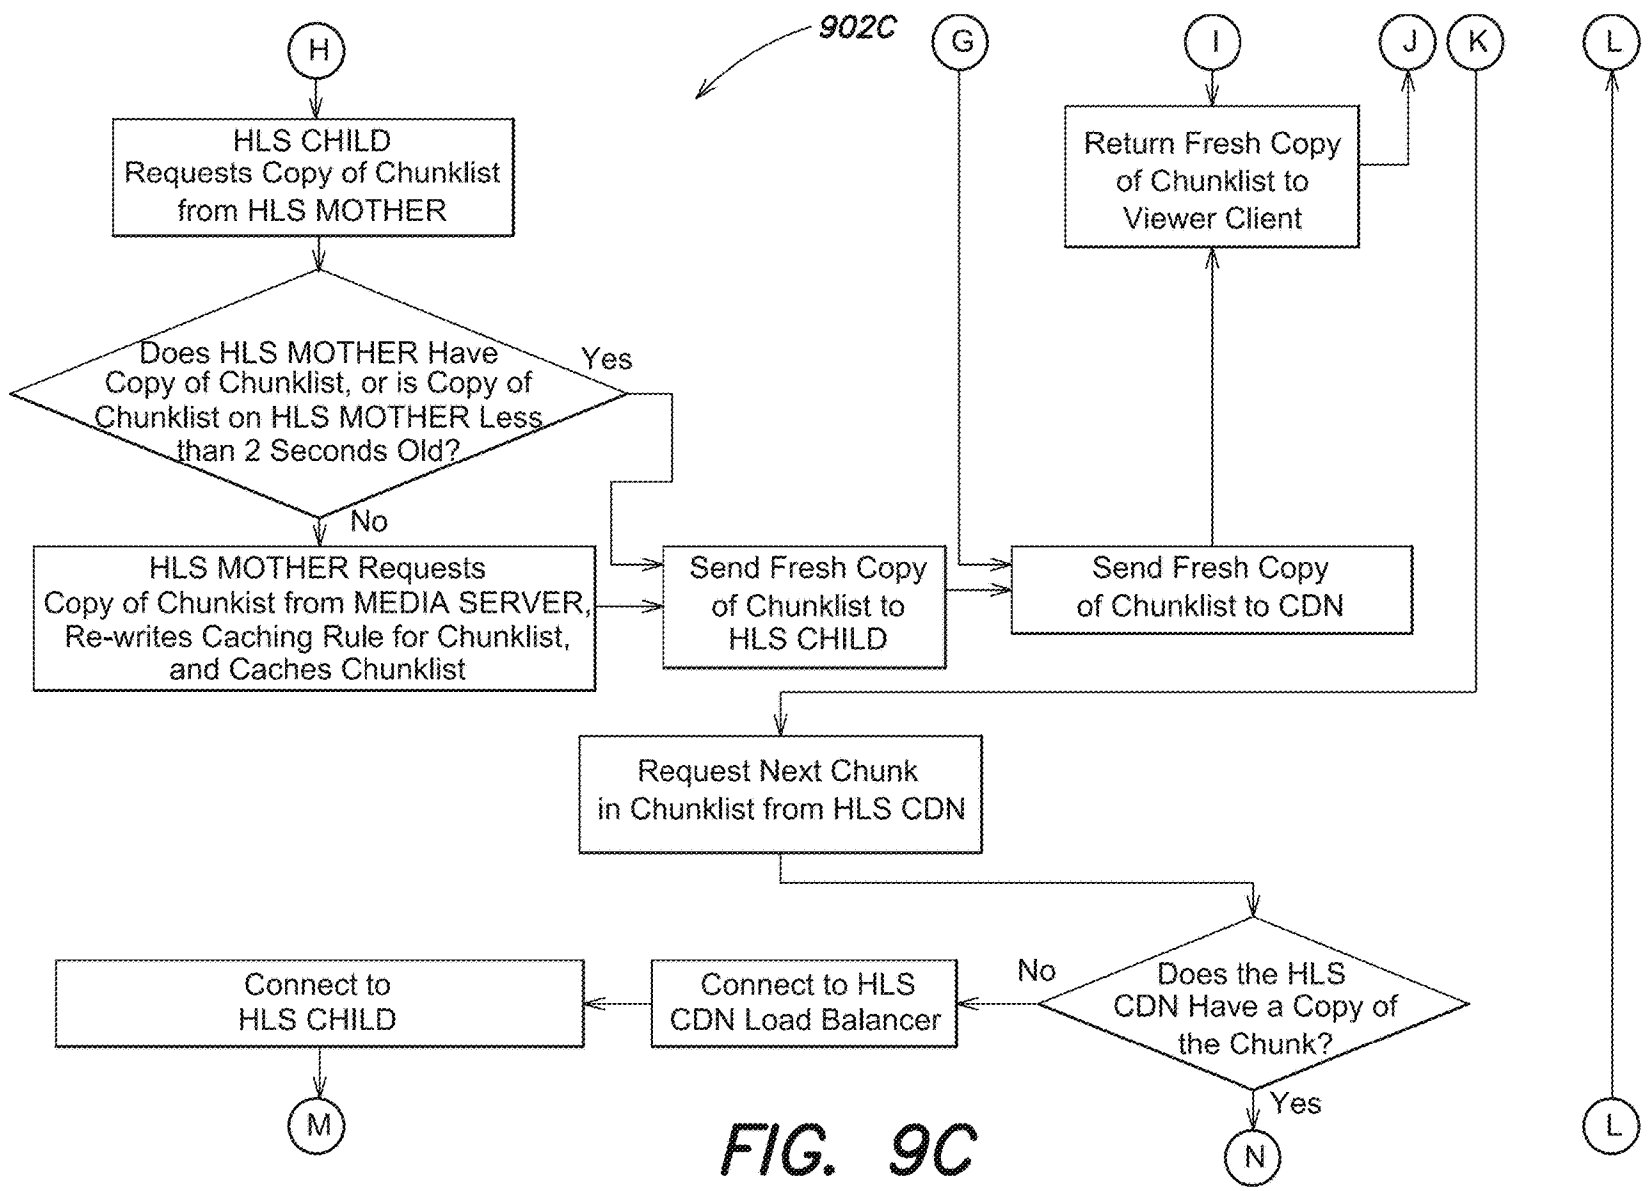 902C
H
G
I
J
K
L
HLS CHILD
Requests Copy of Chunklist
from HLS MOTHER
Return Fresh Copy
of Chunklist to
Viewer Client
Does HLS MOTHER Have
Copy of Chunklist, or is Copy of
Chunklist on HLS MOTHER Less
than 2 Seconds Old?
Yes
No
HLS MOTHER Requests
Copy of Chunkist from MEDIA SERVER,
Re-writes Caching Rule for Chunklist,
and Caches Chunklist
Send Fresh Copy
of Chunklist to
HLS CHILD
Send Fresh Copy
of Chunklist to CDN
Request Next Chunk
in Chunklist from HLS CDN
Does the HLS
CDN Have a Copy of
the Chunk?
No
Yes
Connect to HLS
CDN Load Balancer
Connect to
HLS CHILD
M
N
L
FIG. 9C